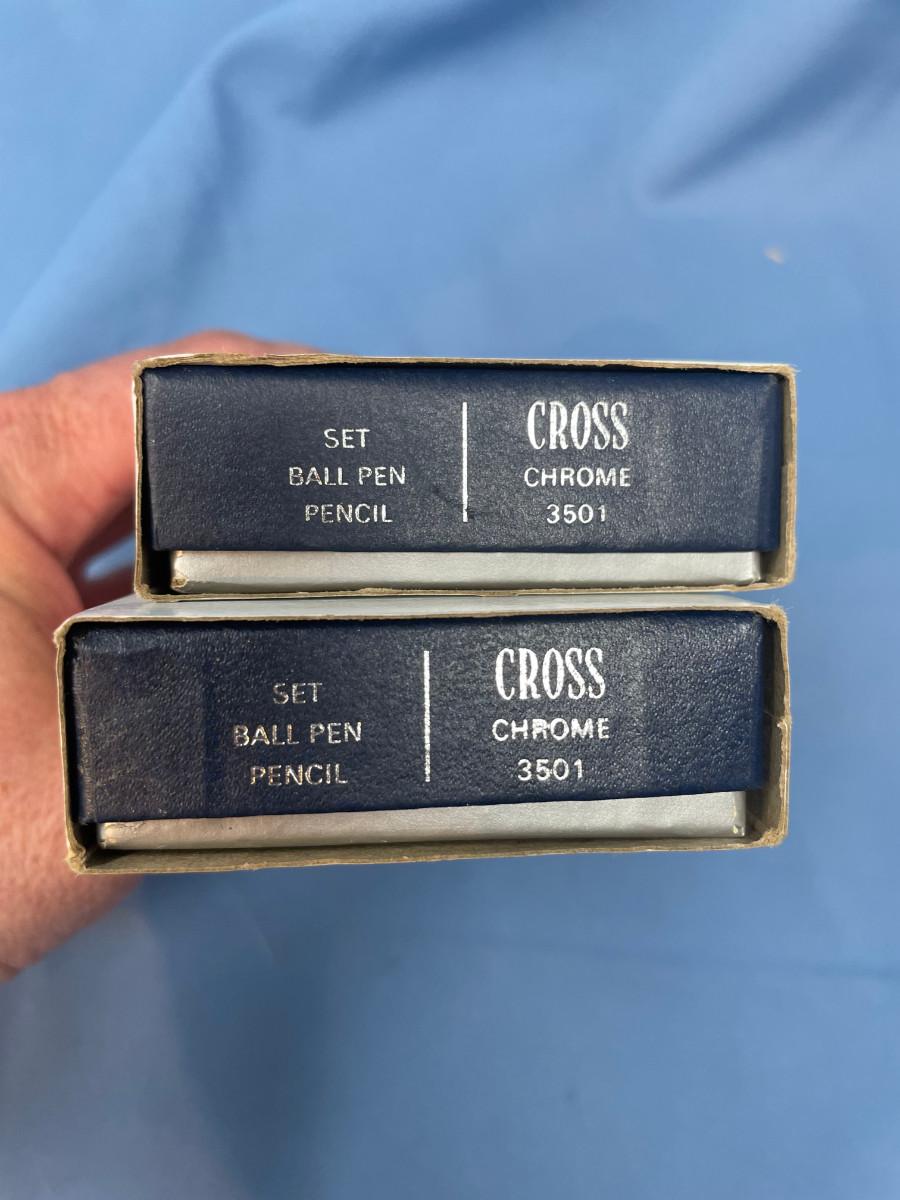 SET
BALL PEN
PENCIL
CROSS
CHROME
3501
SET
BALL PEN
PENCIL
CROSS
CHROME
3501